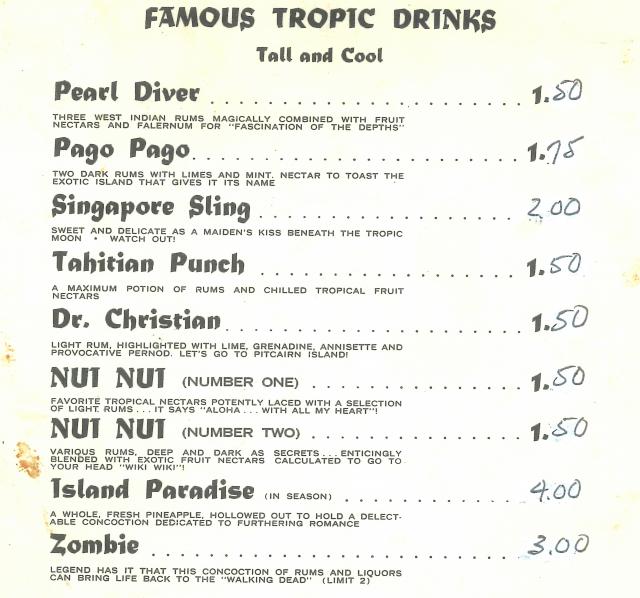 FAMOUS TROPIC DRINKS
Tall and Cool
Pearl Diver . . . . . . . . . . . . . . . . . . . . . 1.50
THREE WEST INDIAN RUMS MAGICALLY COMBINED WITH FRUIT
NECTARS AND FALERNUM FOR "FASCINATION OF THE DEPTHS"
Pago Pago . . . . . . . . . . . . . . . . . . . . . . 1.75
TWO DARK RUMS WITH LIMES AND MINT. NECTAR TO TOAST THE
EXOTIC ISLAND THAT GIVES IT ITS NAME
Singapore Sling . . . . . . . . . . . . . . . . . . 2.00
SWEET AND DELICATE AS A MAIDEN'S KISS BENEATH THE TROPIC
MOON • WATCH OUT!
Tahitian Punch . . . . . . . . . . . . . . . . . . 1.50
A MAXIMUM POTION OF RUMS AND CHILLED TROPICAL FRUIT
NECTARS
Dr. Christian . . . . . . . . . . . . . . . . . . . . 1.50
LIGHT RUM, HIGHLIGHTED WITH LIME, GRENADINE, ANNISETTE AND
PROVOCATIVE PERNOD. LET'S GO TO PITCAIRN ISLAND!
NUI NUI (NUMBER ONE) . . . . . . . . . . . . . . . 1.50
FAVORITE TROPICAL NECTARS POTENTLY LACED WITH A SELECTION
OF LIGHT RUMS . . . IT SAYS "ALOHA . . . WITH ALL MY HEART"!
NUI NUI (NUMBER TWO) . . . . . . . . . . . . . . . 1.50
VARIOUS RUMS, DEEP AND DARK AS SECRETS . . . ENTICINGLY
BLENDED WITH EXOTIC FRUIT NECTARS CALCULATED TO GO TO
YOUR HEAD "WIKI WIKI"!
Island Paradise (IN SEASON) . . . . . . . . . . . . 4.00
A WHOLE, FRESH PINEAPPLE, HOLLOWED OUT TO HOLD A DELECT-
ABLE CONCOCTION DEDICATED TO FURTHERING ROMANCE
Zombie . . . . . . . . . . . . . . . . . . . . . . . . 3.00
LEGEND HAS IT THAT THIS CONCOCTION OF RUMS AND LIQUORS
CAN BRING LIFE BACK TO THE "WALKING DEAD" (LIMIT 2)